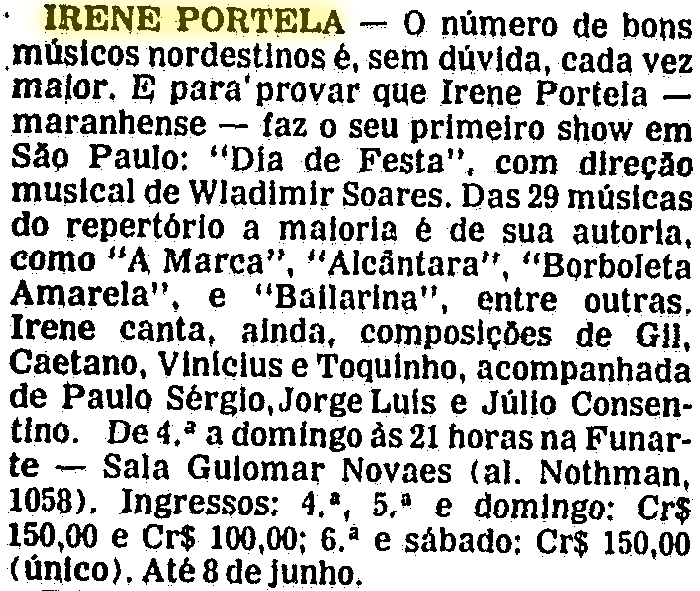 IRENE PORTELA — O número de bons
músicos nordestinos é, sem dúvida, cada vez
maior. E para provar que Irene Portela —
maranhense — faz o seu primeiro show em
São Paulo: "Dia de Festa", com direção
musical de Wladimir Soares. Das 29 músicas
do repertório a maioria é de sua autoria,
como "A Marca", "Alcântara", "Borboleta
Amarela", e "Bailarina", entre outras.
Irene canta, ainda, composições de Gil,
Caetano, Vinícius e Toquinho, acompanhada
de Paulo Sérgio, Jorge Luis e Júlio Consen-
tino. De 4.ª a domingo às 21 horas na Funar-
te — Sala Guiomar Novaes (al. Nothman,
1058). Ingressos: 4.ª, 5.ª e domingo: Cr$
150,00 e Cr$ 100,00; 6.ª e sábado: Cr$ 150,00
(único). Até 8 de junho.